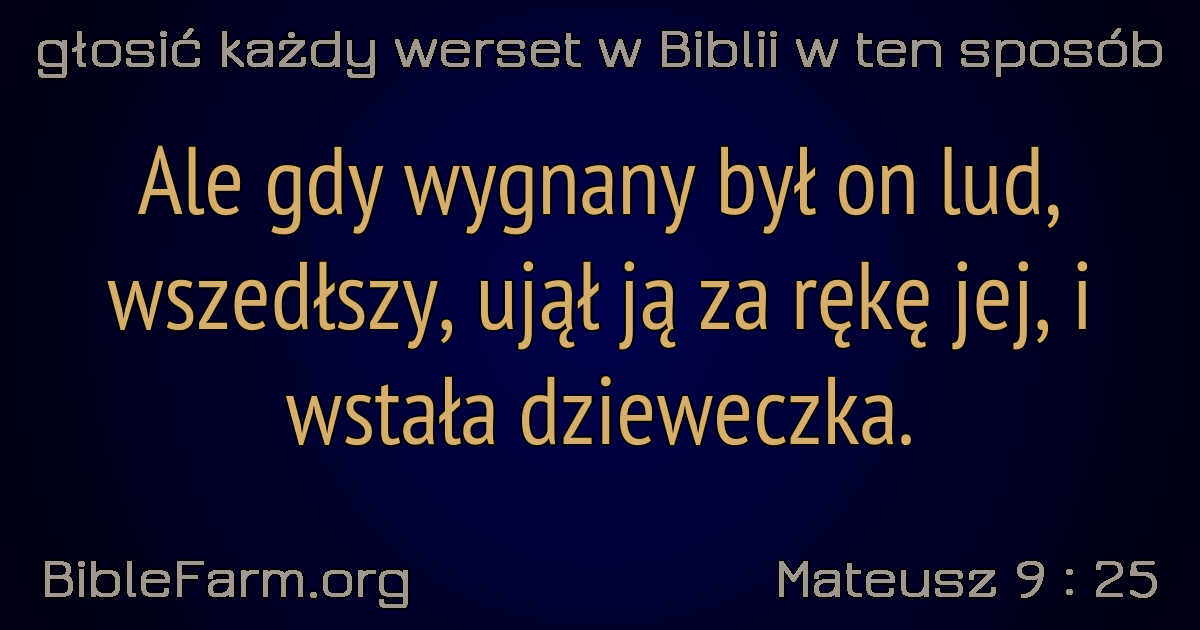 głosić każdy werset w Biblii w ten sposób
Ale gdy wygnany był on lud,
wszedłszy, ujął ją za rękę jej, i
wstała dzieweczka.
BibleFarm.org
Mateusz 9 : 25